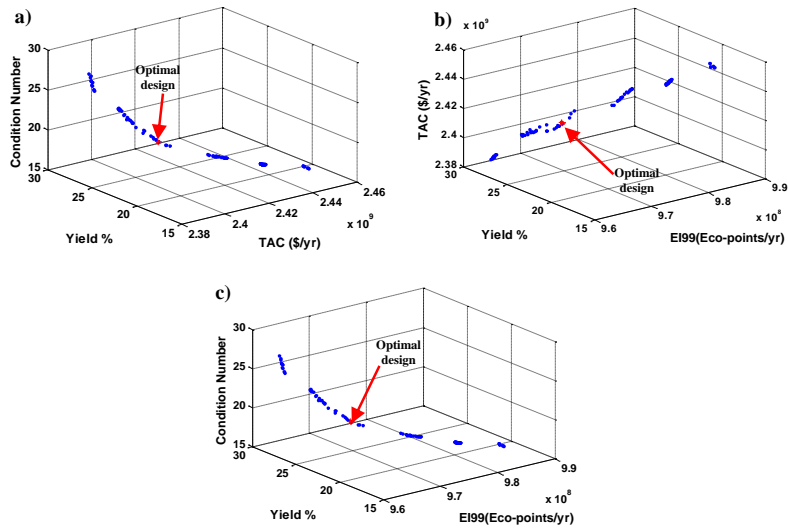 a)
Condition Number
30
25
20
15
30
25
20
15
Yield %
2.38
2.4
2.42
2.44
2.46
x 10^9
TAC ($/yr)
Optimal
design
b)
x 10^9
TAC ($/yr)
2.46
2.44
2.42
2.4
2.38
30
25
20
15
Yield %
9.6
9.7
9.8
9.9
x 10^8
EI99(Eco-points/yr)
Optimal
design
c)
Condition Number
30
25
20
15
30
25
20
15
Yield %
9.6
9.7
9.8
9.9
x 10^8
EI99(Eco-points/yr)
Optimal
design